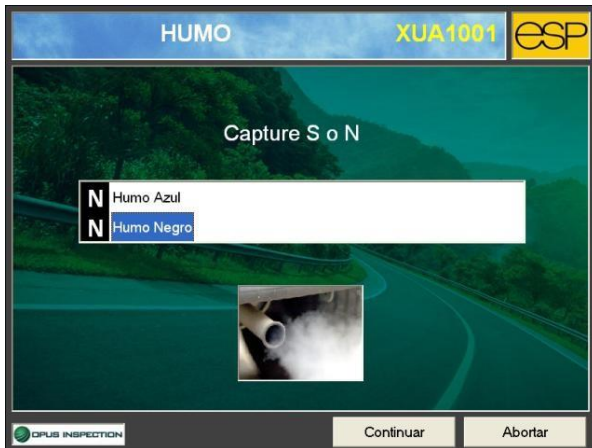 HUMO XUA1001 esp
Capture S o N
N Humo Azul
N Humo Negro
OPUS INSPECTION
Continuar Abortar